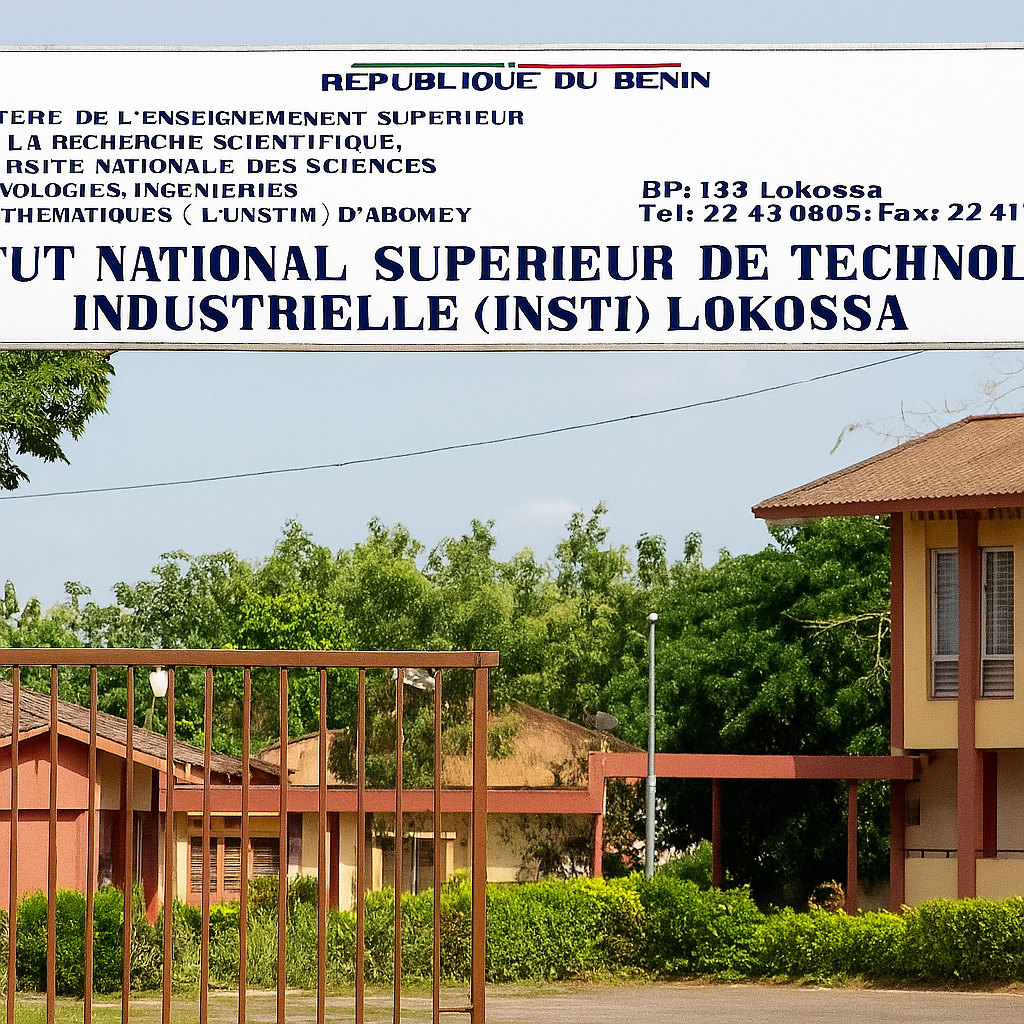 REPUBLIQUE DU BENIN
TERE DE L'ENSEIGNEMENENT SUPERIEUR
LA RECHERCHE SCIENTIFIQUE,
RSITE NATIONALE DES SCIENCES
VOLOGIES, INGENIERIES
THEMATIQUES ( L'UNSTIM ) D'ABOMEY
BP: 133 Lokossa
Tel: 22 43 0805: Fax: 22 41
TUT NATIONAL SUPERIEUR DE TECHNOL
INDUSTRIELLE (INSTI) LOKOSSA